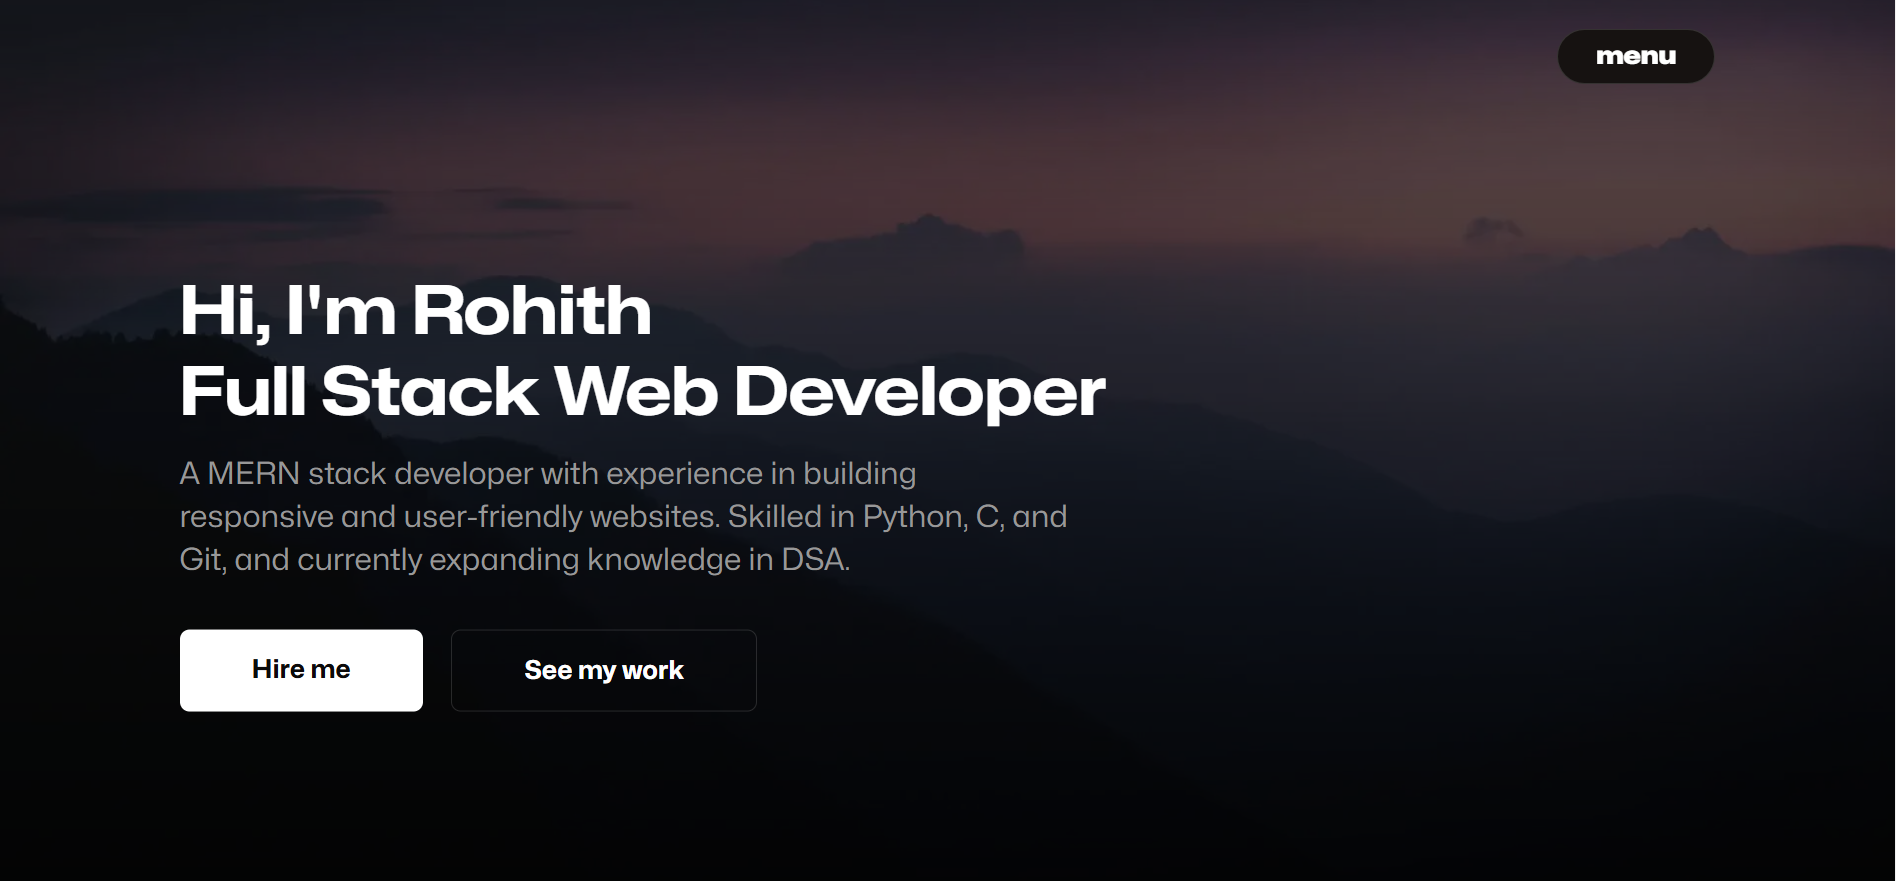 menu
Hi, I'm Rohith
Full Stack Web Developer
A MERN stack developer with experience in building
responsive and user-friendly websites. Skilled in Python, C, and
Git, and currently expanding knowledge in DSA.
Hire me
See my work